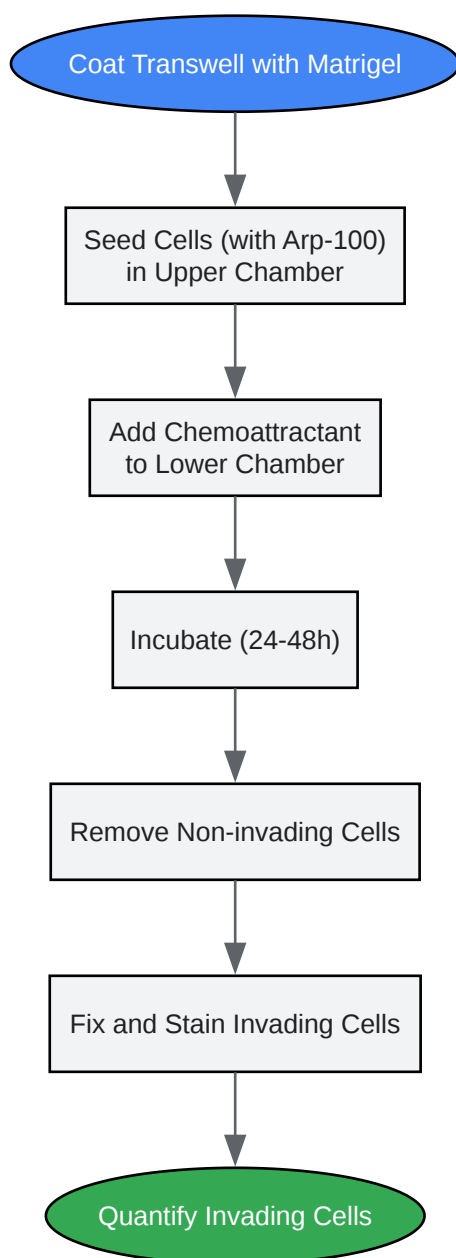 Coat Transwell with Matrigel
Seed Cells (with Arp-100)
in Upper Chamber
Add Chemoattractant
to Lower Chamber
Incubate (24-48h)
Remove Non-invading Cells
Fix and Stain Invading Cells
Quantify Invading Cells